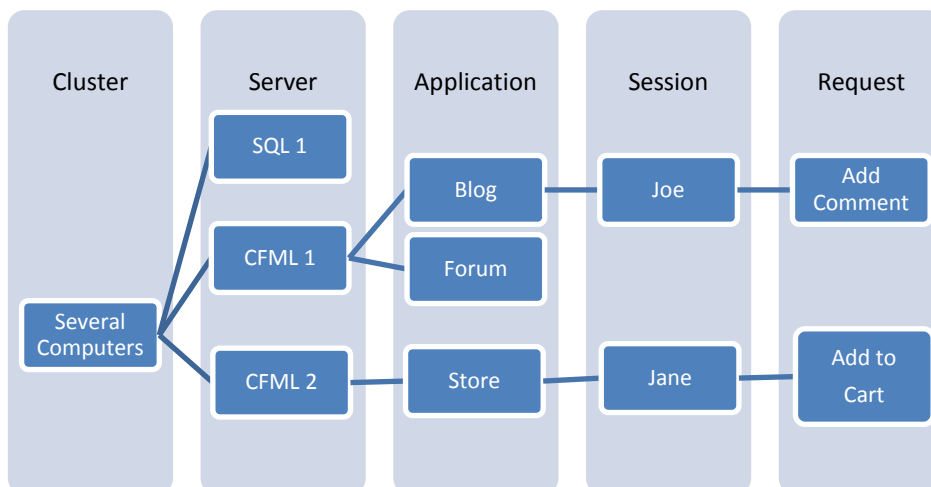 Cluster
Server
Application
Session
Request
SQL 1
Blog
Joe
Add
Comment
CFML 1
Forum
Several
Computers
CFML 2
Store
Jane
Add to
Cart